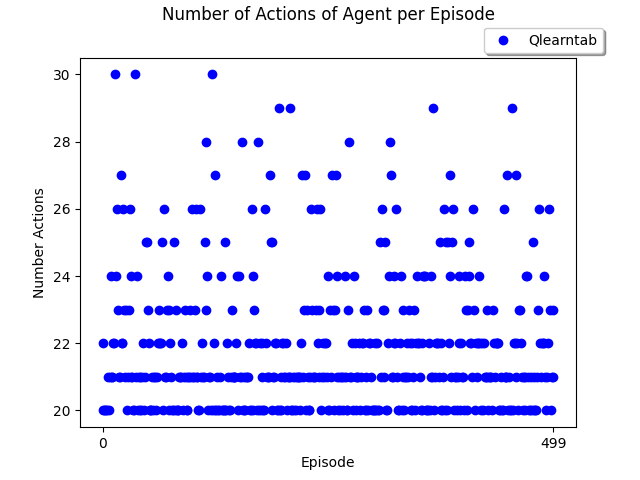 Number of Actions of Agent per Episode
Qlearntab
30
28
26
24
22
20
Number Actions
0
499
Episode